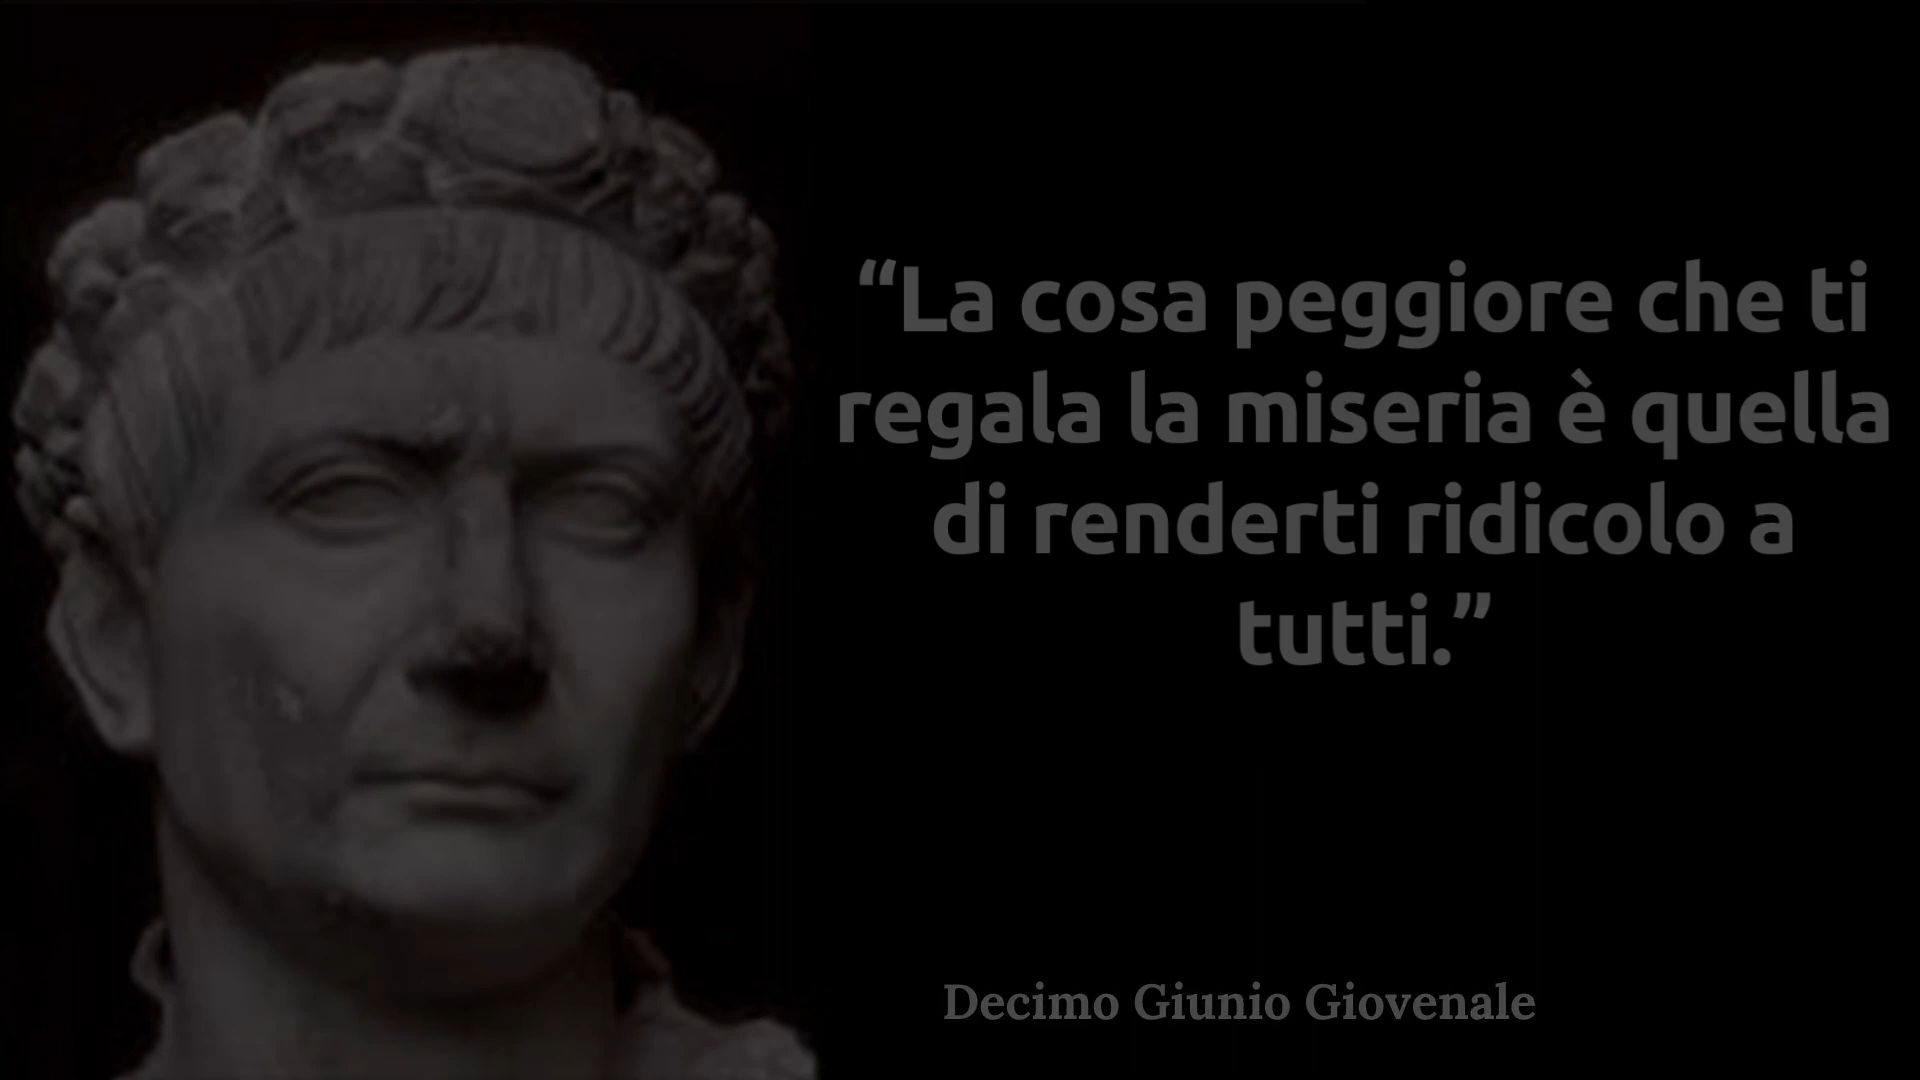 “La cosa peggiore che ti
regala la miseria è quella
di renderti ridicolo a
tutti.”
Decimo Giunio Giovenale